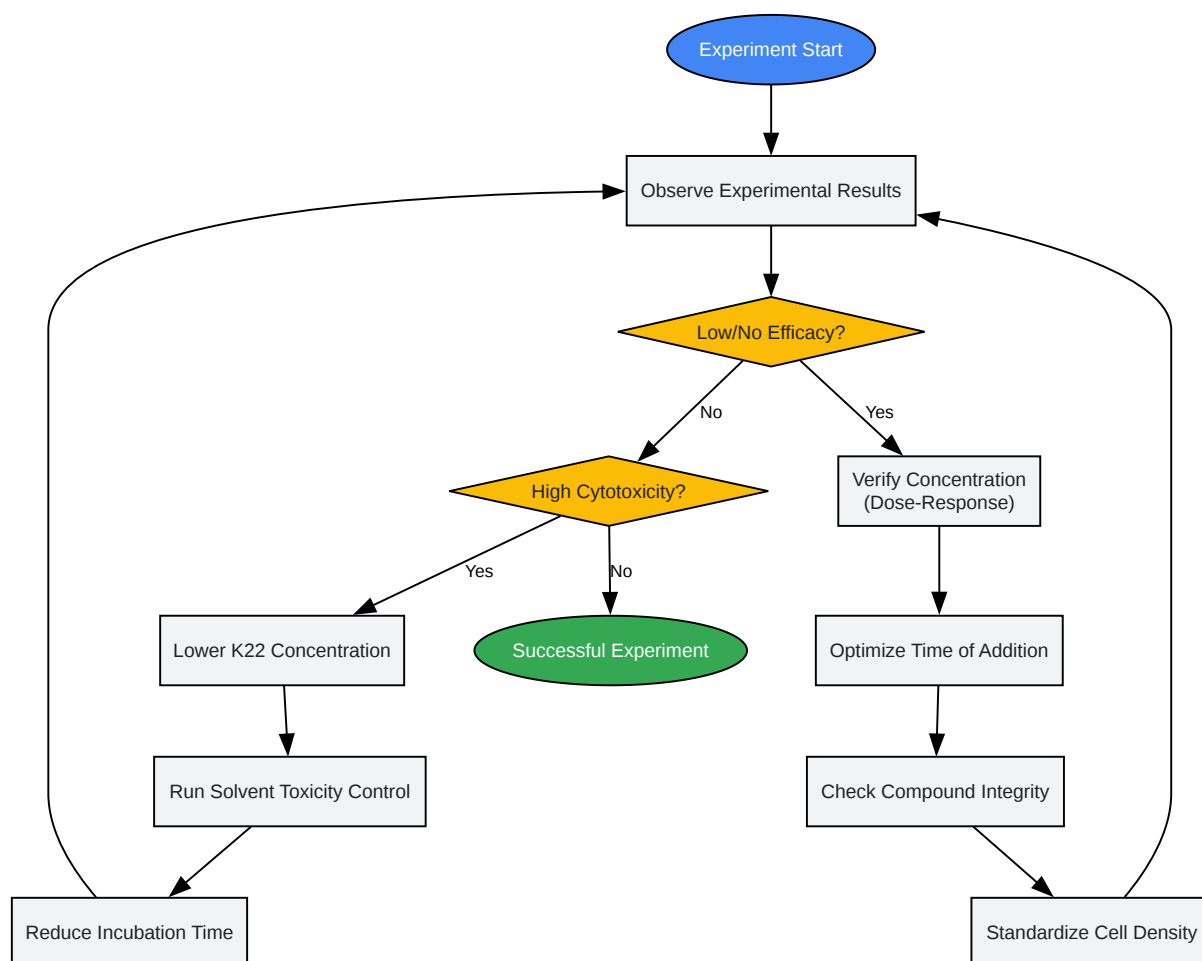 Experiment Start
Observe Experimental Results
Low/No Efficacy?
No
Yes
High Cytotoxicity?
Verify Concentration
(Dose-Response)
Yes
No
Lower K22 Concentration
Successful Experiment
Optimize Time of Addition
Run Solvent Toxicity Control
Check Compound Integrity
Reduce Incubation Time
Standardize Cell Density